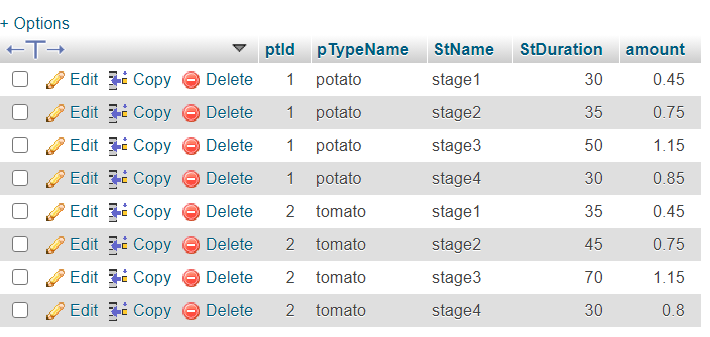 + Options
←T→ ptId pTypeName StName StDuration amount
Edit Copy Delete 1 potato stage1 30 0.45
Edit Copy Delete 1 potato stage2 35 0.75
Edit Copy Delete 1 potato stage3 50 1.15
Edit Copy Delete 1 potato stage4 30 0.85
Edit Copy Delete 2 tomato stage1 35 0.45
Edit Copy Delete 2 tomato stage2 45 0.75
Edit Copy Delete 2 tomato stage3 70 1.15
Edit Copy Delete 2 tomato stage4 30 0.8